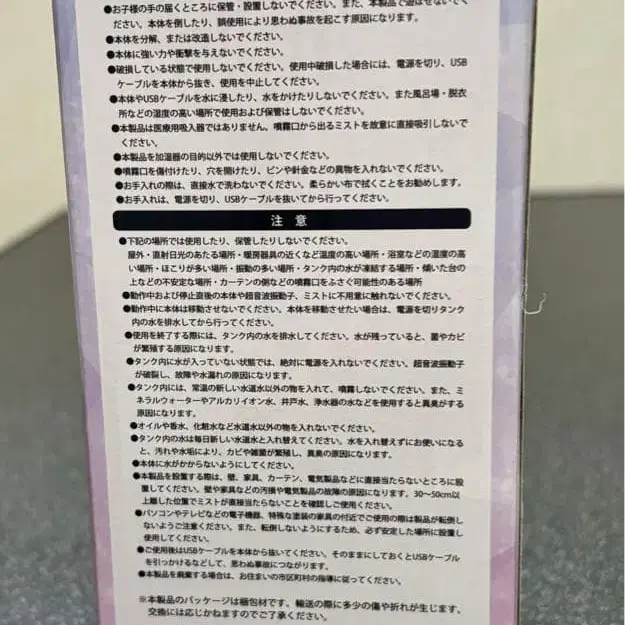 ●お子様の手の届くところに保管・設置しないでください。また、本製品で遊ばせないでく
ださい。本体を倒したり、誤使用により思わぬ事故を起こす原因になります。
●本体を分解、または改造しないでください。
●本体に強い力や衝撃を与えないでください。
●破損している状態で使用しないでください。使用中破損した場合には、電源を切り、USB
ケーブルを本体から抜き、使用を中止してください。
●本体やUSBケーブルを水に浸したり、水をかけたりしないでください。また風呂場・脱衣
所などの湿度の高い場所で使用および保管はしないでください。
●本製品は医療用吸入器ではありません。噴霧口から出るミストを故意に直接吸引しないで
ください。
●本製品を加湿器の目的以外では使用しないでください。
●噴霧口を傷付けたり、穴を開けたり、ピンや針金などの異物を入れないでください。
●お手入れの際は、直接水で洗わないでください。柔らかい布で拭くことをお勧めします。
●お手入れは、電源を切り、USBケーブルを抜いてから行ってください。
注 意
●下記の場所では使用したり、保管したりしないでください。
屋外・直射日光のあたる場所・暖房器具の近くなど温度の高い場所・浴室などの湿度の高
い場所・ほこりが多い場所・振動の多い場所・タンク内の水が凍結する場所・傾いた台の
上などの不安定な場所・カーテンの側などの噴霧口をふさぐ可能性のある場所
●動作中および停止直後の本体や超音波振動子、ミストに不用意に触れないでください。
●動作中に本体は移動させないでください。本体を移動させたい場合は、電源を切りタンク
内の水を排水してから行ってください。
●使用を終了する際には、タンク内の水を排水してください。水が残っていると、菌やカビ
が繁殖する原因になります。
●タンク内に水が入っていない状態では、絶対に電源を入れないでください。超音波振動子
が破裂し、故障や水漏れの原因になります。
●タンク内には、常温の新しい水道水以外の物を入れて、噴霧しないでください。また、ミ
ネラルウォーターやアルカリイオン水、井戸水、浄水器の水などを使用すると異臭がする
原因になります。
●オイルや香水、化粧水など水道水以外の物を入れないでください。
●タンク内の水は毎日新しい水道水と入れ替えてください。水を入れ替えずにお使いになる
と、汚れや水垢により、カビや雑菌が繁殖し、異臭の原因になります。
●本体に水がかからないようにしてください。
●本製品を設置する際は、壁、家具、カーテン、電気製品などに直接当たらないところに設
置してください。壁や家具などの汚損や電気製品の故障の原因になります。30～50cm以
上離した位置でミストが直接当たらないことを確認しご使用ください。
●パソコンやテレビなどの電子機器、特殊な塗装の家具の付近でご使用の際は製品が転倒し
ないようご注意ください。また、転倒しないようにするため、必ず安定した場所に設置し
使用してください。
●ご使用後はUSBケーブルを本体から抜いてください。そのままにしておくとUSBケーブル
を引っかけるなどして、思わぬ事故につながります。
●本製品を廃棄する場合は、お住まいの市区町村の指導に従ってください。
※本製品のパッケージは梱包材です。輸送の際に多少の傷や折れが生じます。
交換には応じかねますのでご了承ください。